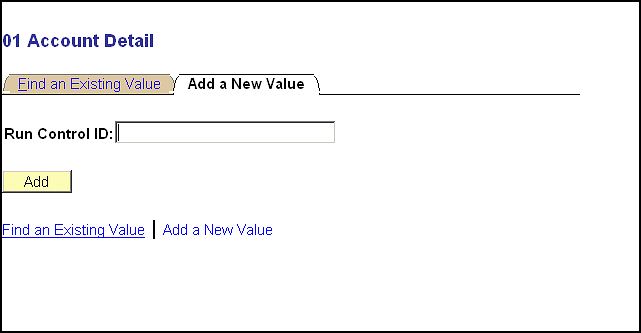 01 Account Detail
Find an Existing Value Add a New Value
Run Control ID:
Add
Find an Existing Value | Add a New Value